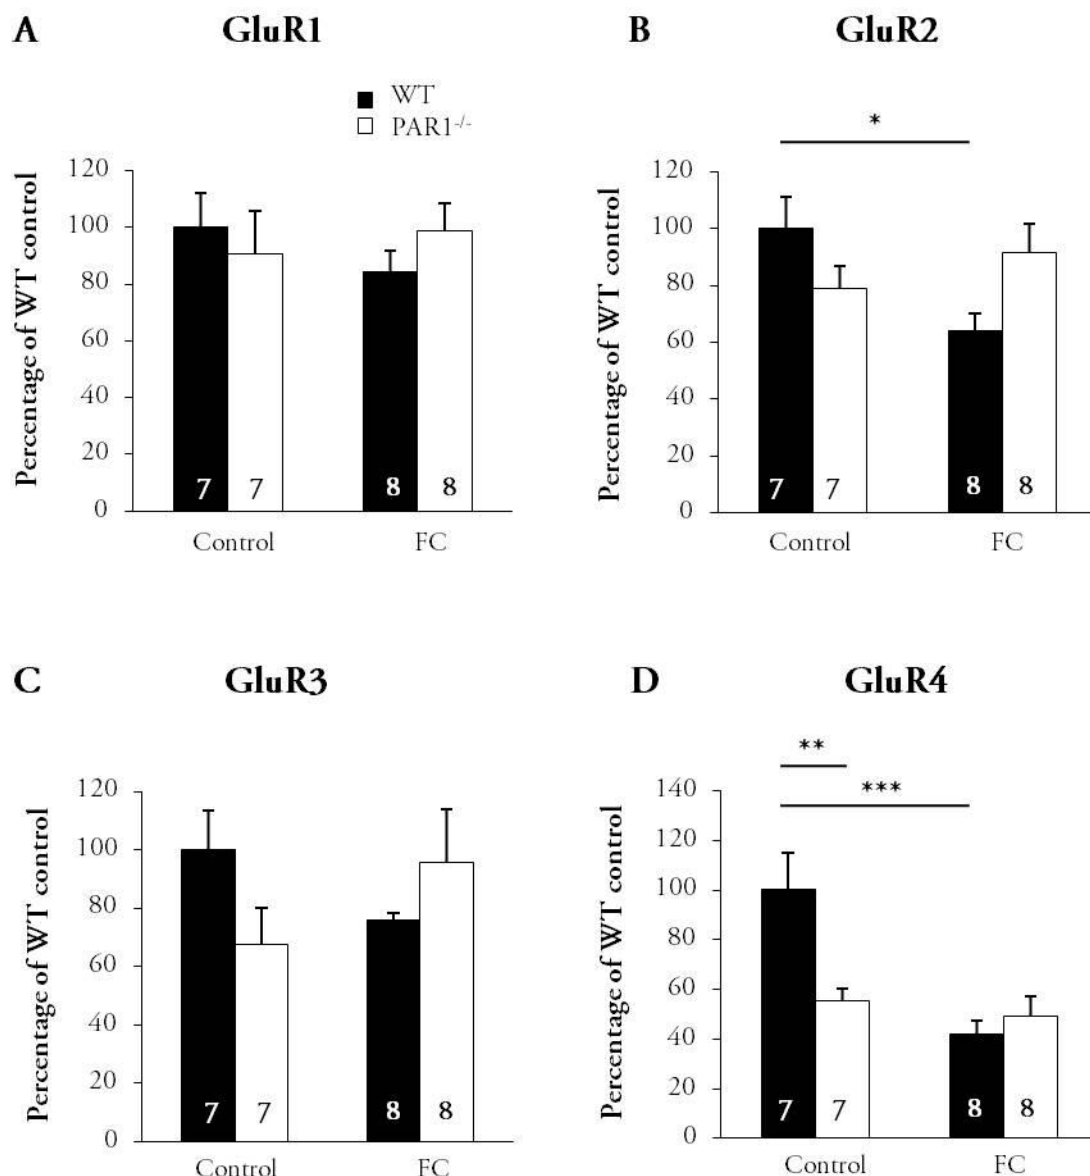 A GluR1
WT
PAR1-/-
Percentage of WT control
120
100
80
60
40
20
0
7 7 8 8
Control FC
B GluR2
*
Percentage of WT control
120
100
80
60
40
20
0
7 7 8 8
Control FC
C GluR3
Percentage of WT control
120
100
80
60
40
20
0
7 7 8 8
Control FC
D GluR4
**
***
Percentage of WT control
140
120
100
80
60
40
20
0
7 7 8 8
Control FC